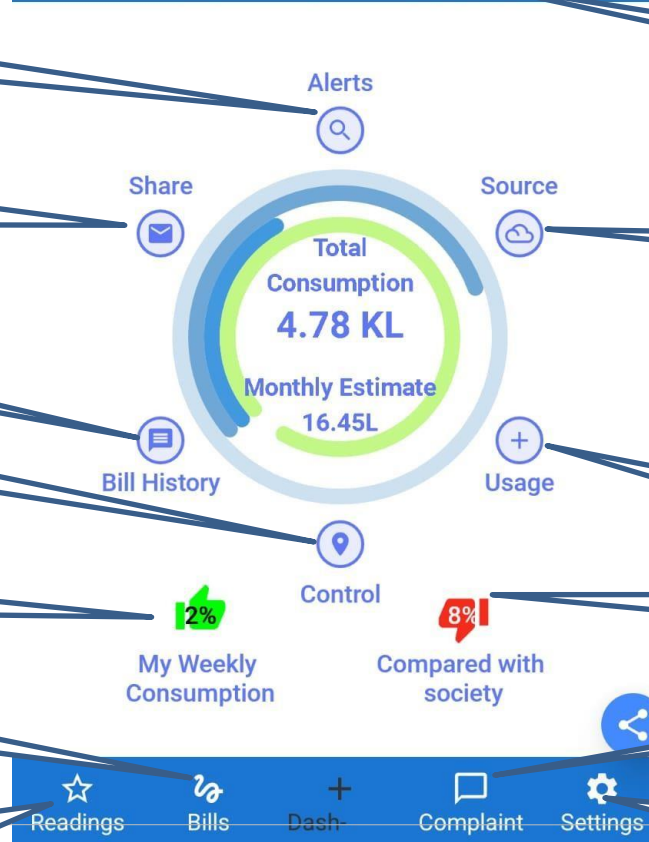 Alerts
Share
Source
Total
Consumption
4.78 KL
Monthly Estimate
16.45L
Bill History
Usage
Control
2%
8%
My Weekly
Consumption
Compared with
society
Readings
Bills
Dash-
Complaint
Settings